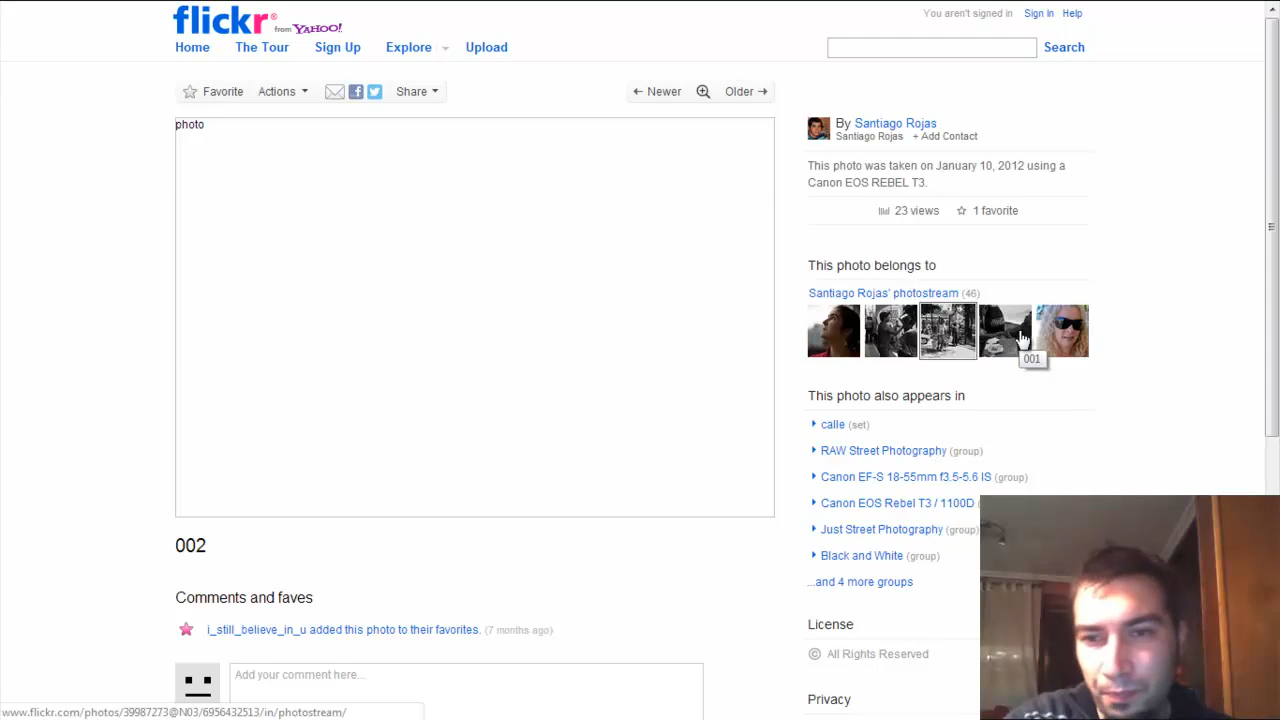 flickr® from YAHOO!
You aren't signed in Sign In Help
Home The Tour Sign Up Explore Upload
Search
Favorite Actions Share
← Newer Older →
photo
By Santiago Rojas
Santiago Rojas + Add Contact
This photo was taken on January 10, 2012 using a
Canon EOS REBEL T3.
23 views 1 favorite
This photo belongs to
Santiago Rojas' photostream (46)
001
This photo also appears in
calle (set)
RAW Street Photography (group)
Canon EF-S 18-55mm f3.5-5.6 IS (group)
Canon EOS Rebel T3 / 1100D
Just Street Photography (group)
Black and White (group)
...and 4 more groups
002
Comments and faves
i_still_believe_in_u added this photo to their favorites. (7 months ago)
License
© All Rights Reserved
Add your comment here...
Privacy
www.flickr.com/photos/39987273@N03/6956432513/in/photostream/